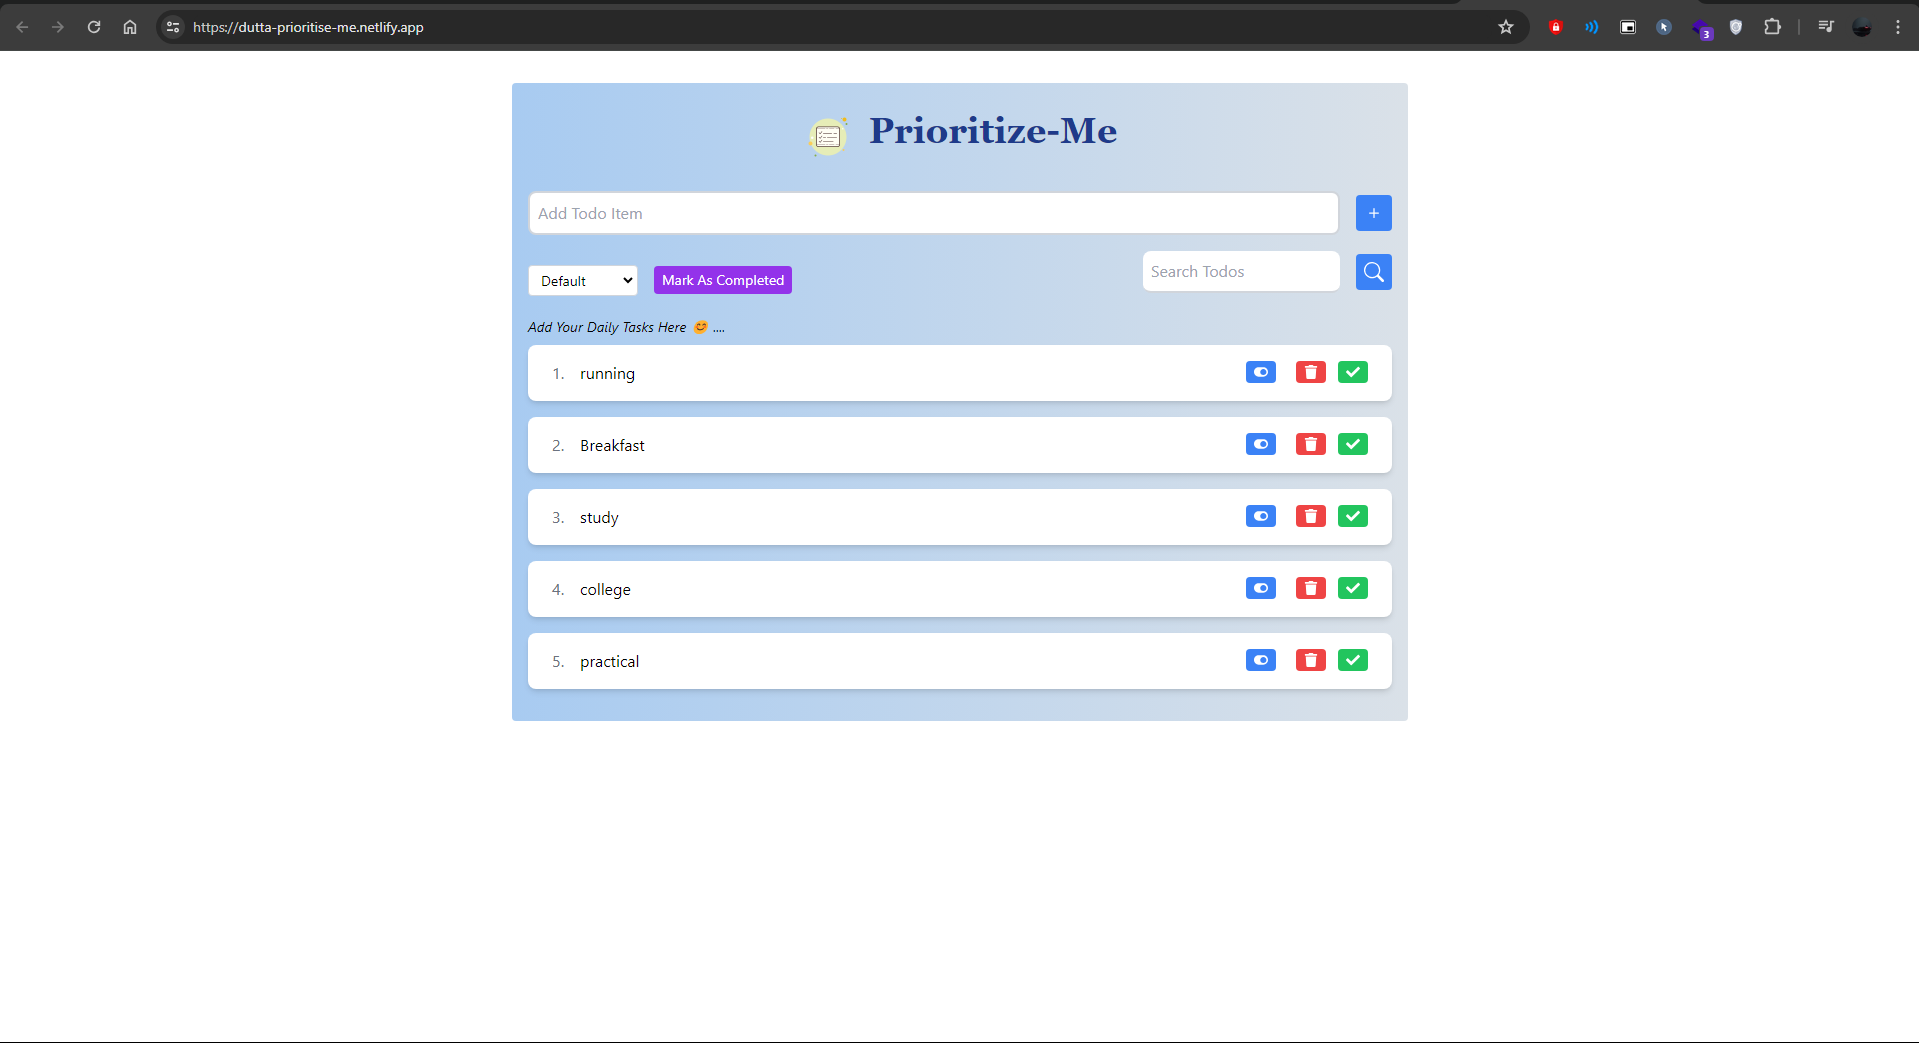 https://dutta-prioritise-me.netlify.app
3
Prioritize-Me
Add Todo Item
+
Default
Mark As Completed
Search Todos
Add Your Daily Tasks Here 😊 ....
1. running
2. Breakfast
3. study
4. college
5. practical